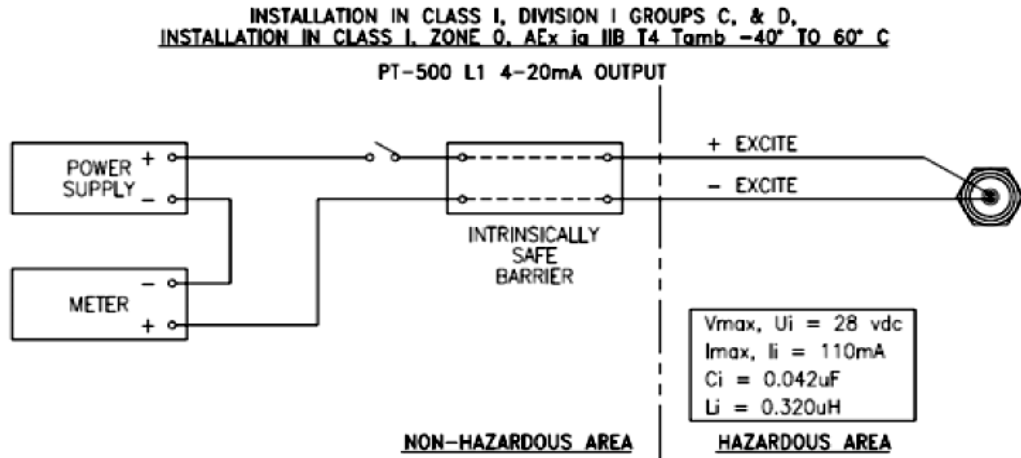 INSTALLATION IN CLASS I, DIVISION I GROUPS C, & D,
INSTALLATION IN CLASS I, ZONE 0, AEx ia IIB T4 Tamb -40° TO 60° C
PT-500 L1 4-20mA OUTPUT
POWER
SUPPLY
+
-
METER
-
+
INTRINSICALLY
SAFE
BARRIER
+ EXCITE
- EXCITE
Vmax, Ui = 28 vdc
Imax, Ii = 110mA
Ci = 0.042uF
Li = 0.320uH
NON-HAZARDOUS AREA
HAZARDOUS AREA